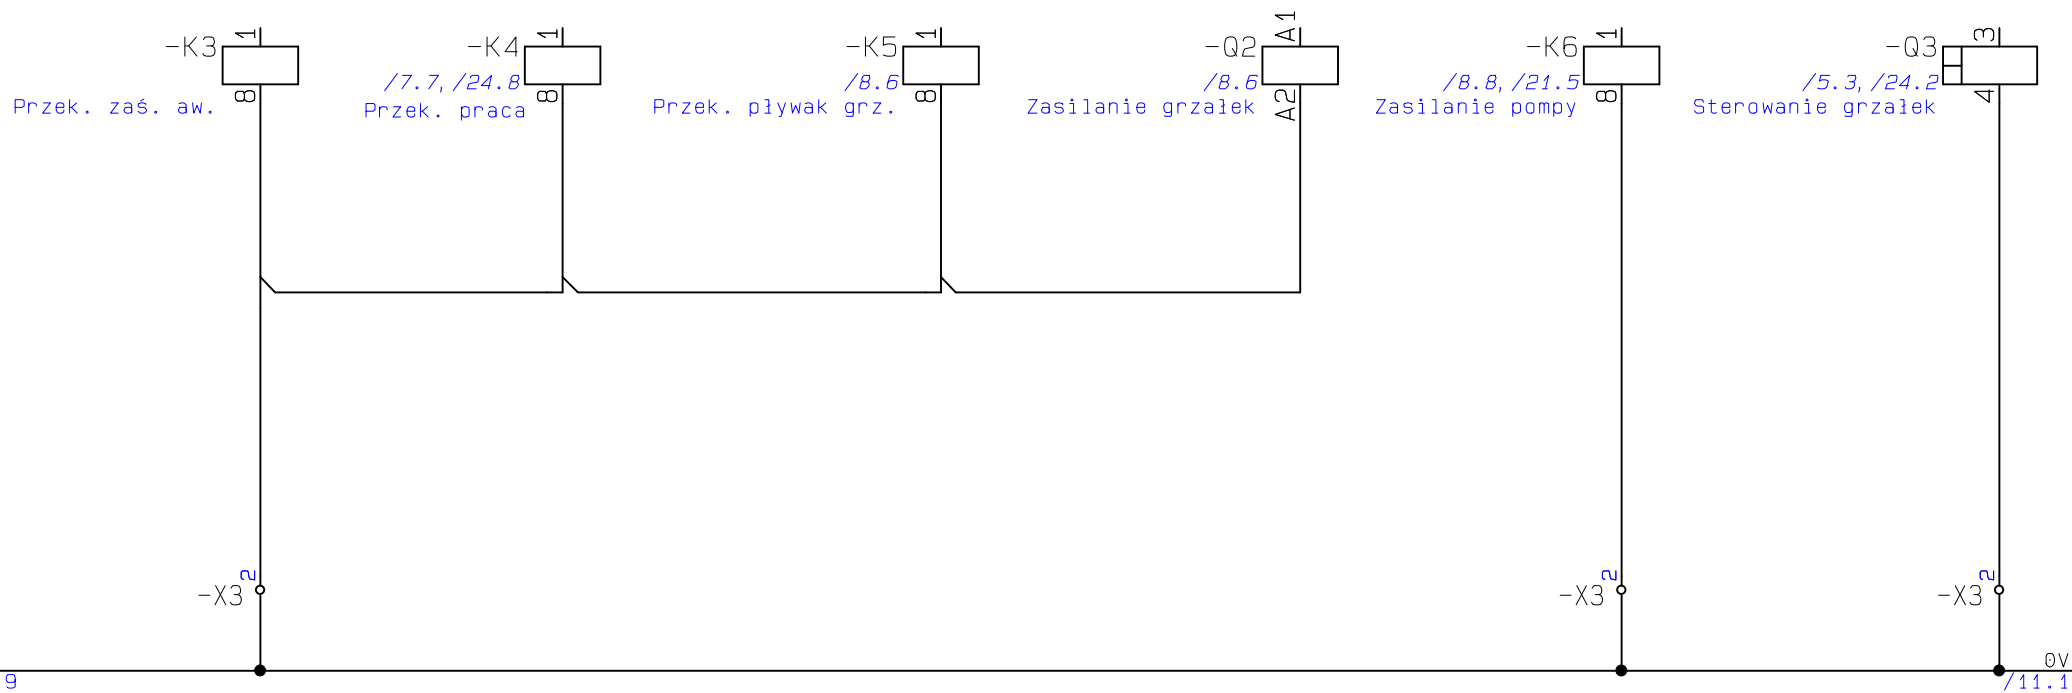 -K3
1
8
Przek. zaś. aw.
-K4
1
/7.7, /24.8
8
Przek. praca
-K5
1
/8.6
8
Przek. pływak grz.
-Q2
A1
/8.6
A2
Zasilanie grzałek
-K6
1
/8.8, /21.5
8
Zasilanie pompy
-Q3
3
/5.3, /24.2
4
Sterowanie grzałek
2
-X3
2
-X3
2
-X3
0V
9
/11.1